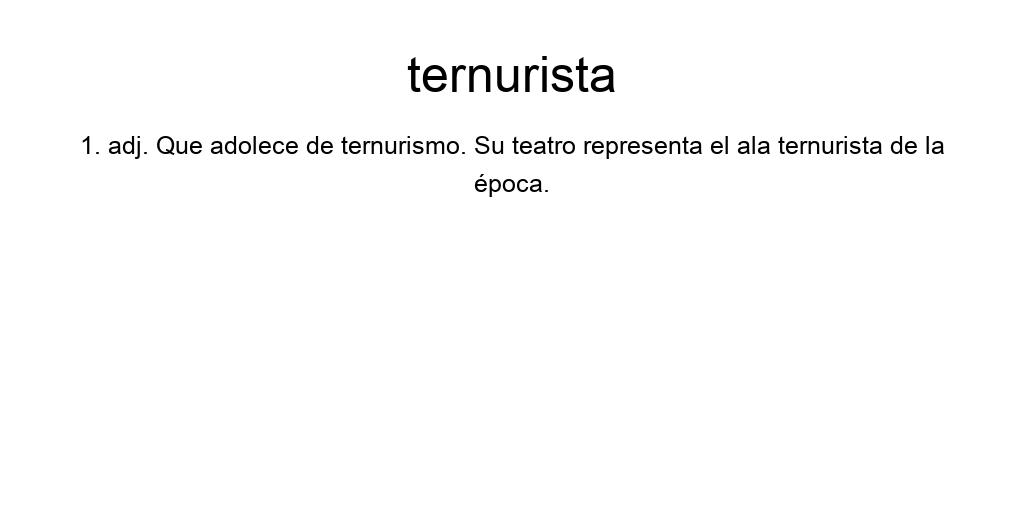 ternurista
1. adj. Que adolece de ternurismo. Su teatro representa el ala ternurista de la
época.